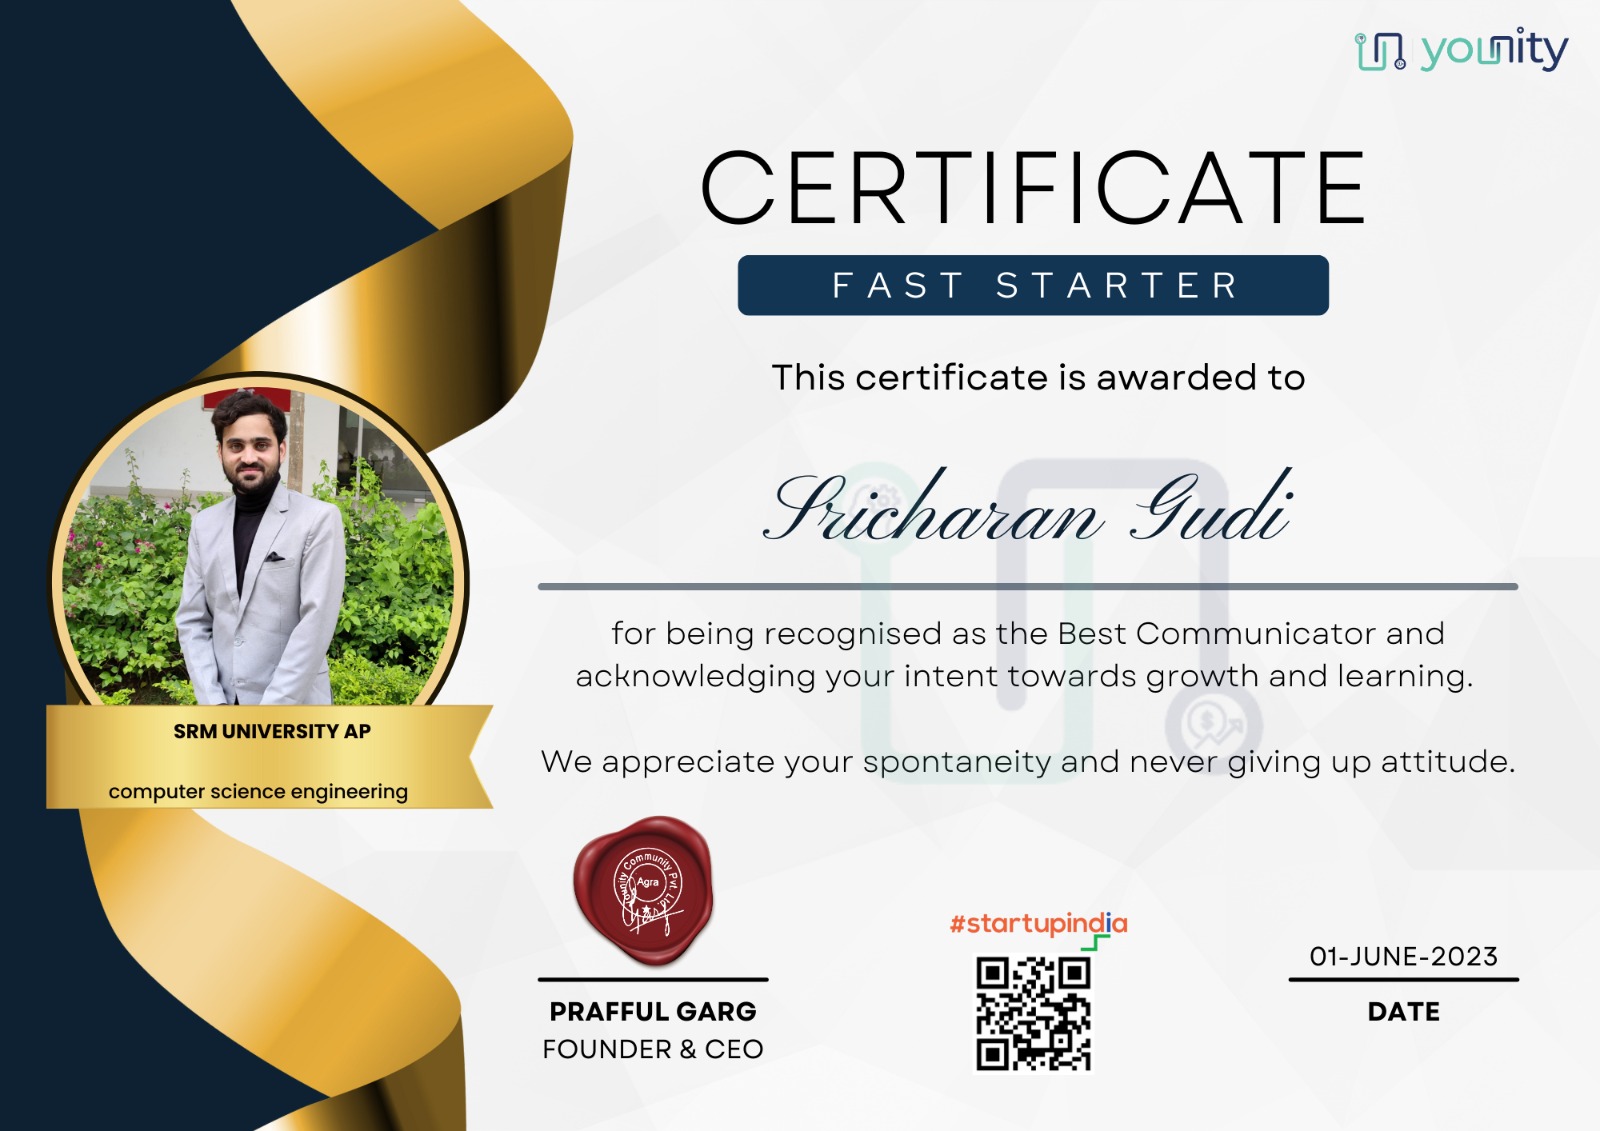 younity
CERTIFICATE
FAST STARTER
This certificate is awarded to
Sricharan Gudi
for being recognised as the Best Communicator and
acknowledging your intent towards growth and learning.
We appreciate your spontaneity and never giving up attitude.
SRM UNIVERSITY AP
computer science engineering
Younity Community Pvt. Ltd.
Agra
PRAFFUL GARG
FOUNDER & CEO
#startupindia
01-JUNE-2023
DATE